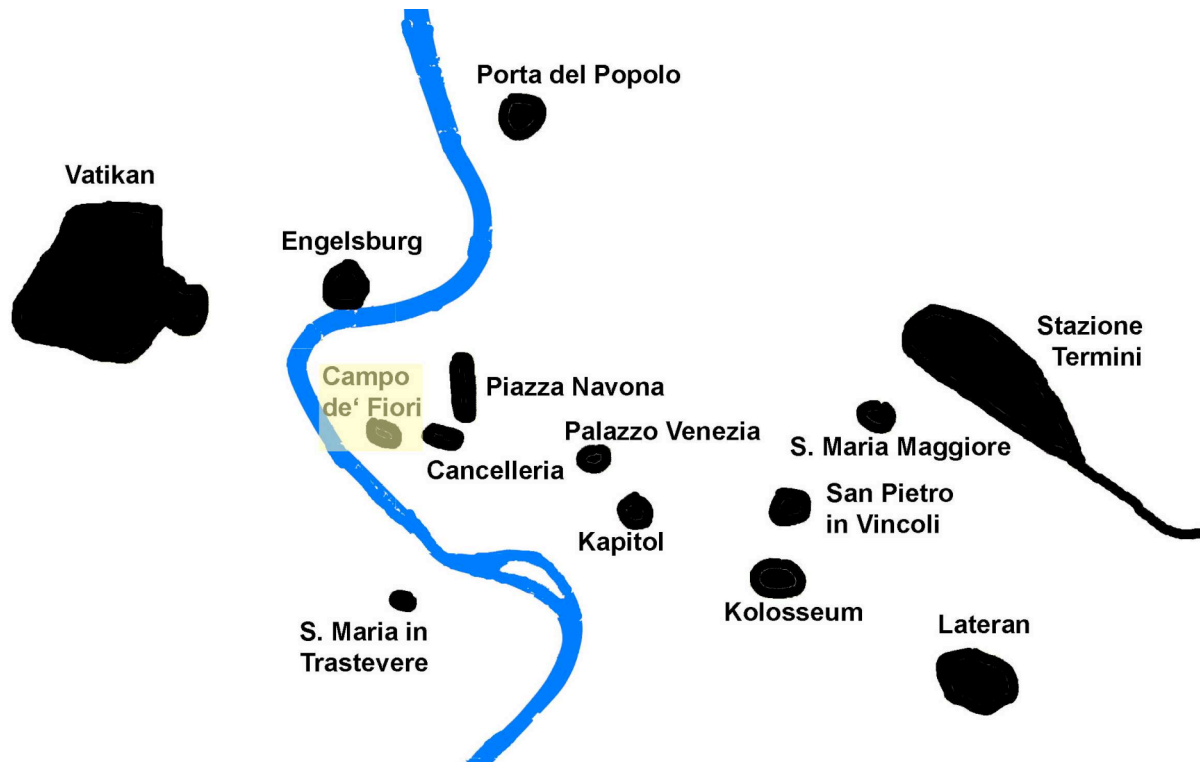 Porta del Popolo
Vatikan
Engelsburg
Stazione
Termini
Campo
de‘ Fiori
Piazza Navona
Palazzo Venezia
S. Maria Maggiore
Cancelleria
San Pietro
in Vincoli
Kapitol
Kolosseum
Lateran
S. Maria in
Trastevere